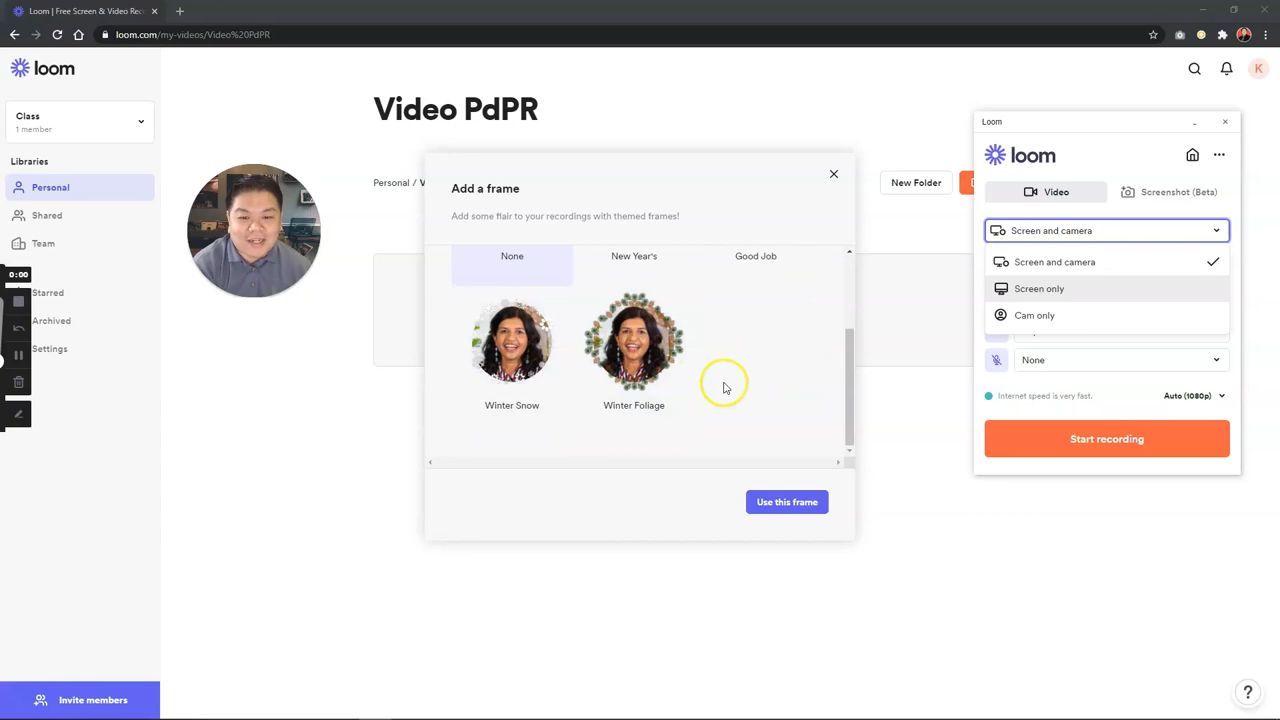 Loom | Free Screen & Video Rec
loom.com/my-videos/Video%20PdPR
loom
K
Class
1 member
Libraries
Personal
Shared
Team
0:00
Starred
Archived
Settings
Invite members
Video PdPR
Personal / V
New Folder
Add a frame
Add some flair to your recordings with themed frames!
None
New Year's
Good Job
Winter Snow
Winter Foliage
Use this frame
Loom
loom
Video
Screenshot (Beta)
Screen and camera
Screen and camera
Screen only
Cam only
None
Internet speed is very fast.
Auto (1080p)
Start recording
?